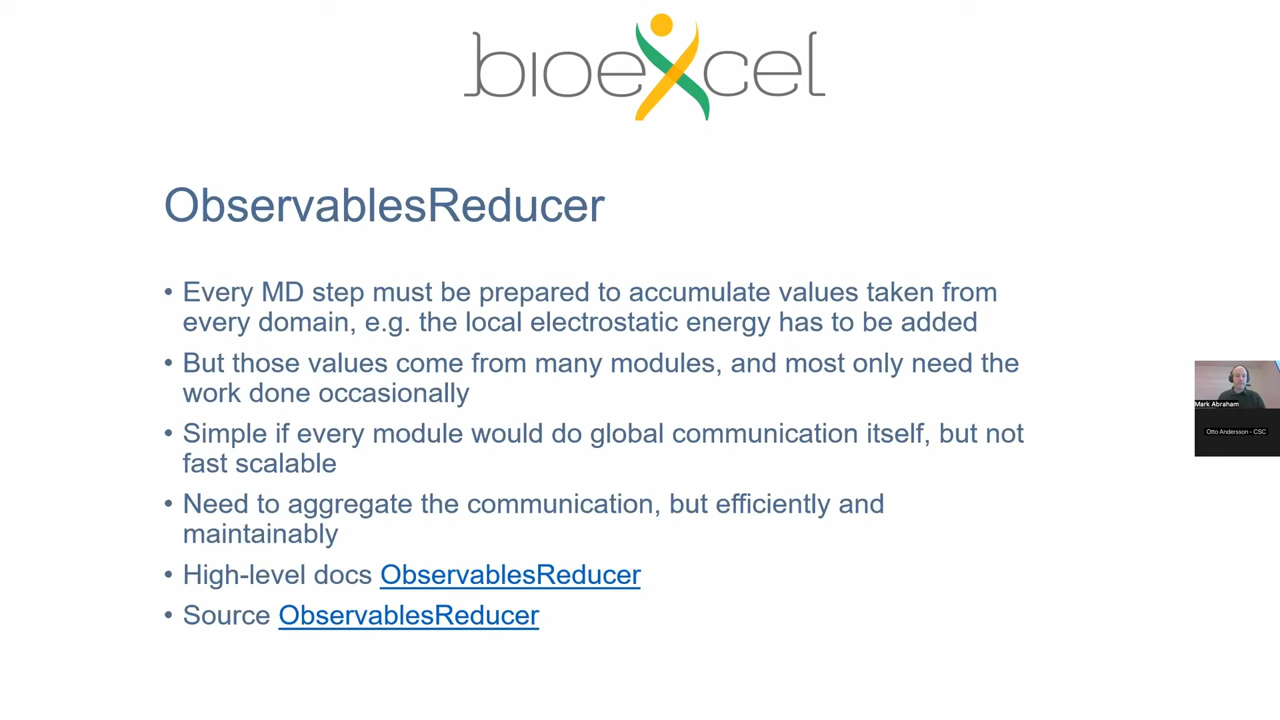 bioexcel
ObservablesReducer
• Every MD step must be prepared to accumulate values taken from
every domain, e.g. the local electrostatic energy has to be added
• But those values come from many modules, and most only need the
work done occasionally
• Simple if every module would do global communication itself, but not
fast scalable
• Need to aggregate the communication, but efficiently and
maintainably
• High-level docs ObservablesReducer
• Source ObservablesReducer
Mark Abraham
Otto Andersson - CSC